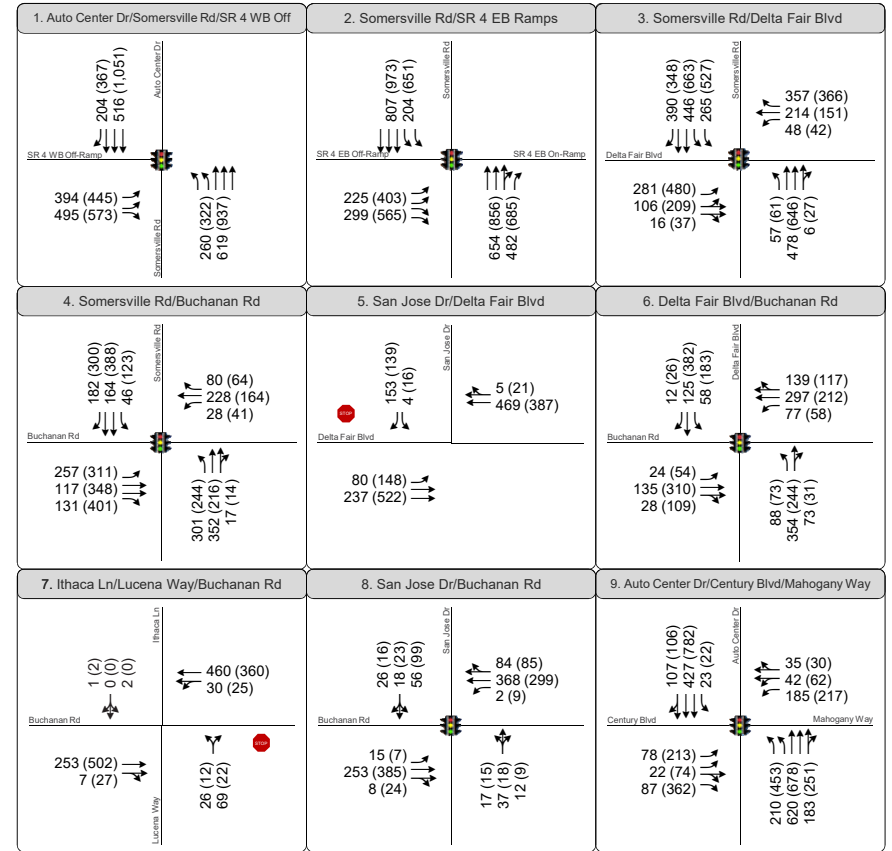 1. Auto Center Dr/Somersville Rd/SR 4 WB Off
204 (367)
516 (1,051)
Auto Center Dr
SR 4 WB Off-Ramp
394 (445)
495 (573)
Somersville Rd
260 (322)
619 (937)
2. Somersville Rd/SR 4 EB Ramps
807 (973)
204 (651)
Somersville Rd
SR 4 EB Off-Ramp
SR 4 EB On-Ramp
225 (403)
299 (565)
654 (856)
482 (685)
3. Somersville Rd/Delta Fair Blvd
390 (348)
446 (663)
265 (527)
Somersville Rd
357 (366)
214 (151)
48 (42)
Delta Fair Blvd
281 (480)
106 (209)
16 (37)
57 (61)
478 (646)
6 (27)
4. Somersville Rd/Buchanan Rd
182 (300)
164 (388)
46 (123)
Somersville Rd
80 (64)
228 (164)
28 (41)
Buchanan Rd
257 (311)
117 (348)
131 (401)
301 (244)
352 (216)
17 (14)
5. San Jose Dr/Delta Fair Blvd
153 (139)
4 (16)
San Jose Dr
5 (21)
469 (387)
STOP
Delta Fair Blvd
80 (148)
237 (522)
6. Delta Fair Blvd/Buchanan Rd
12 (26)
125 (382)
58 (183)
Delta Fair Blvd
139 (117)
297 (212)
77 (58)
Buchanan Rd
24 (54)
135 (310)
28 (109)
88 (73)
354 (244)
73 (31)
7. Ithaca Ln/Lucena Way/Buchanan Rd
1 (2)
0 (0)
2 (0)
Ithaca Ln
460 (360)
30 (25)
Buchanan Rd
253 (502)
7 (27)
Lucena Way
26 (12)
69 (22)
STOP
8. San Jose Dr/Buchanan Rd
26 (16)
18 (23)
56 (99)
San Jose Dr
84 (85)
368 (299)
2 (9)
Buchanan Rd
15 (7)
253 (385)
8 (24)
17 (15)
37 (18)
12 (9)
9. Auto Center Dr/Century Blvd/Mahogany Way
107 (106)
427 (782)
23 (22)
Auto Center Dr
35 (30)
42 (62)
185 (217)
Century Blvd
Mahogany Way
78 (213)
22 (74)
87 (362)
210 (453)
620 (678)
183 (251)